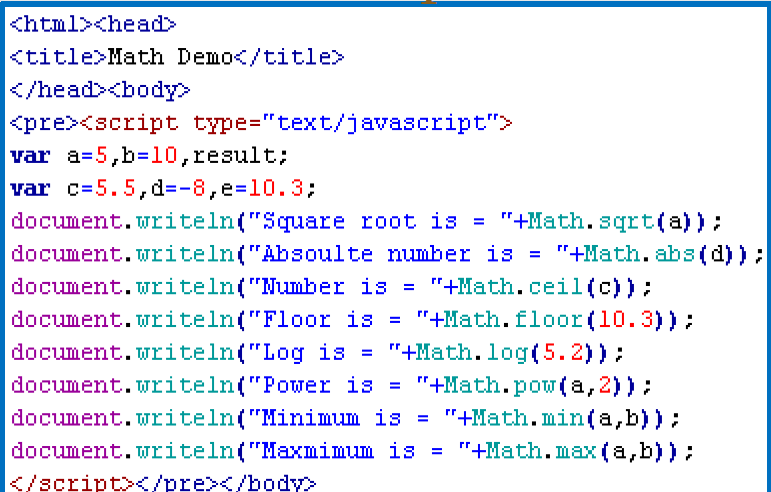 <html><head>
<title>Math Demo</title>
</head><body>
<pre><script type="text/javascript">
var a=5,b=10,result;
var c=5.5,d=-8,e=10.3;
document.writeln("Square root is = "+Math.sqrt(a));
document.writeln("Absoulte number is = "+Math.abs(d));
document.writeln("Number is = "+Math.ceil(c));
document.writeln("Floor is = "+Math.floor(10.3));
document.writeln("Log is = "+Math.log(5.2));
document.writeln("Power is = "+Math.pow(a,2));
document.writeln("Minimum is = "+Math.min(a,b));
document.writeln("Maxmimum is = "+Math.max(a,b));
</script></pre></body>